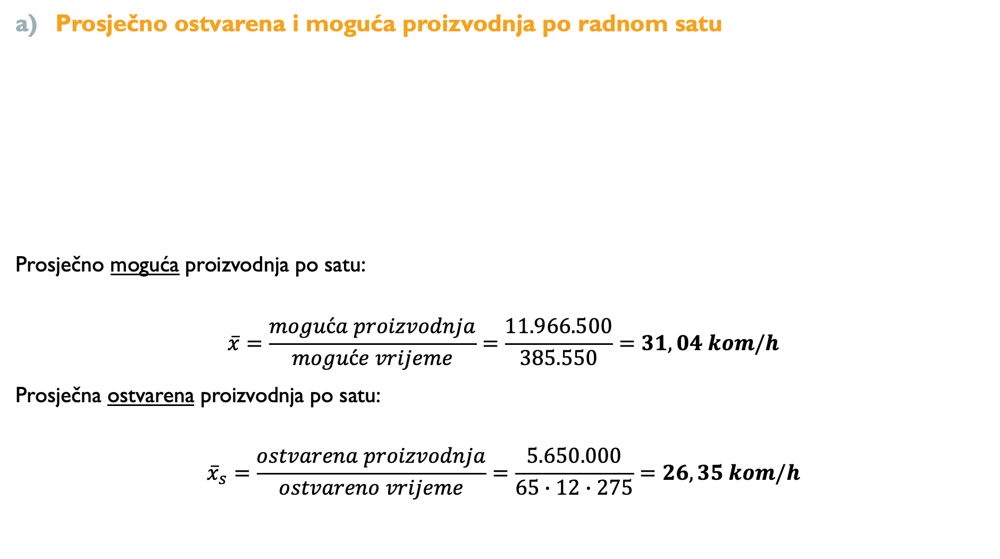 a) Prosječno ostvarena i moguća proizvodnja po radnom satu
Prosječno moguća proizvodnja po satu:
x̄ = moguća proizvodnja / moguće vrijeme = 11.966.500 / 385.550 = 31,04 kom/h
Prosječna ostvarena proizvodnja po satu:
x̄ₛ = ostvarena proizvodnja / ostvareno vrijeme = 5.650.000 / 65 · 12 · 275 = 26,35 kom/h